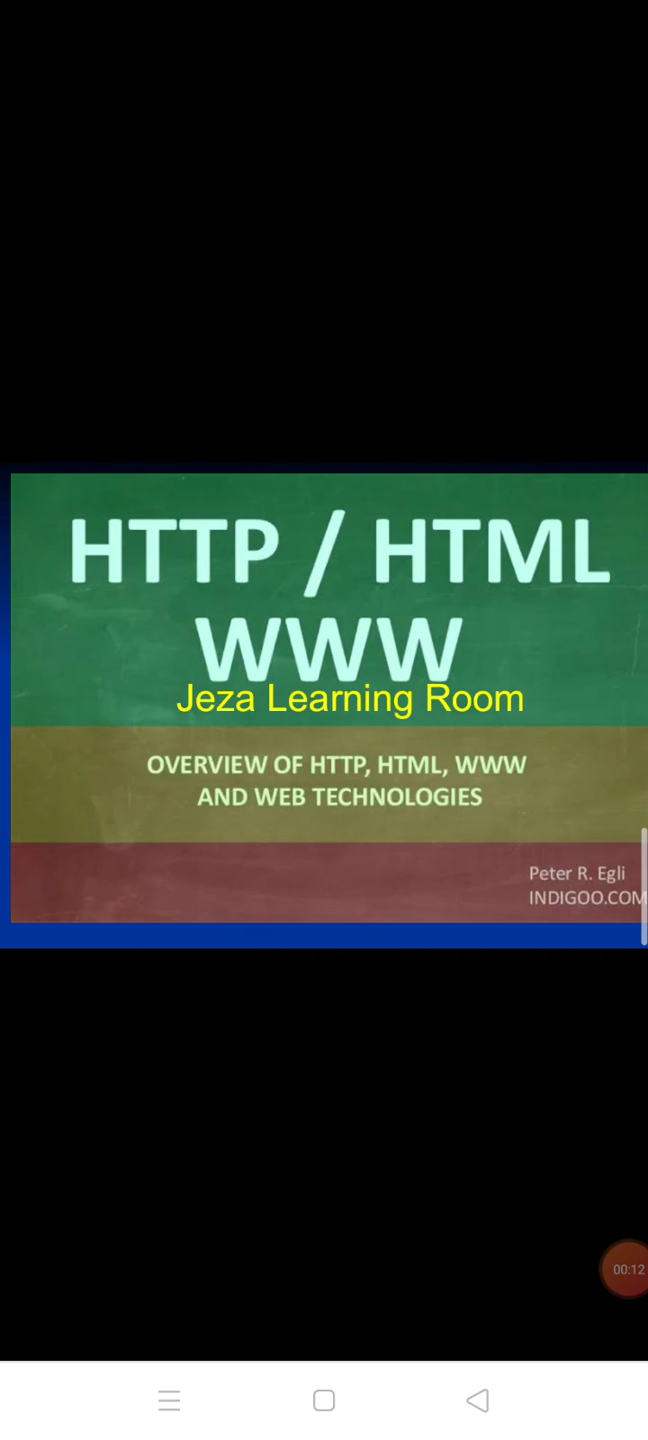 HTTP / HTML
WWW
Jeza Learning Room
OVERVIEW OF HTTP, HTML, WWW
AND WEB TECHNOLOGIES
Peter R. Egli
INDIGOO.COM
00:12